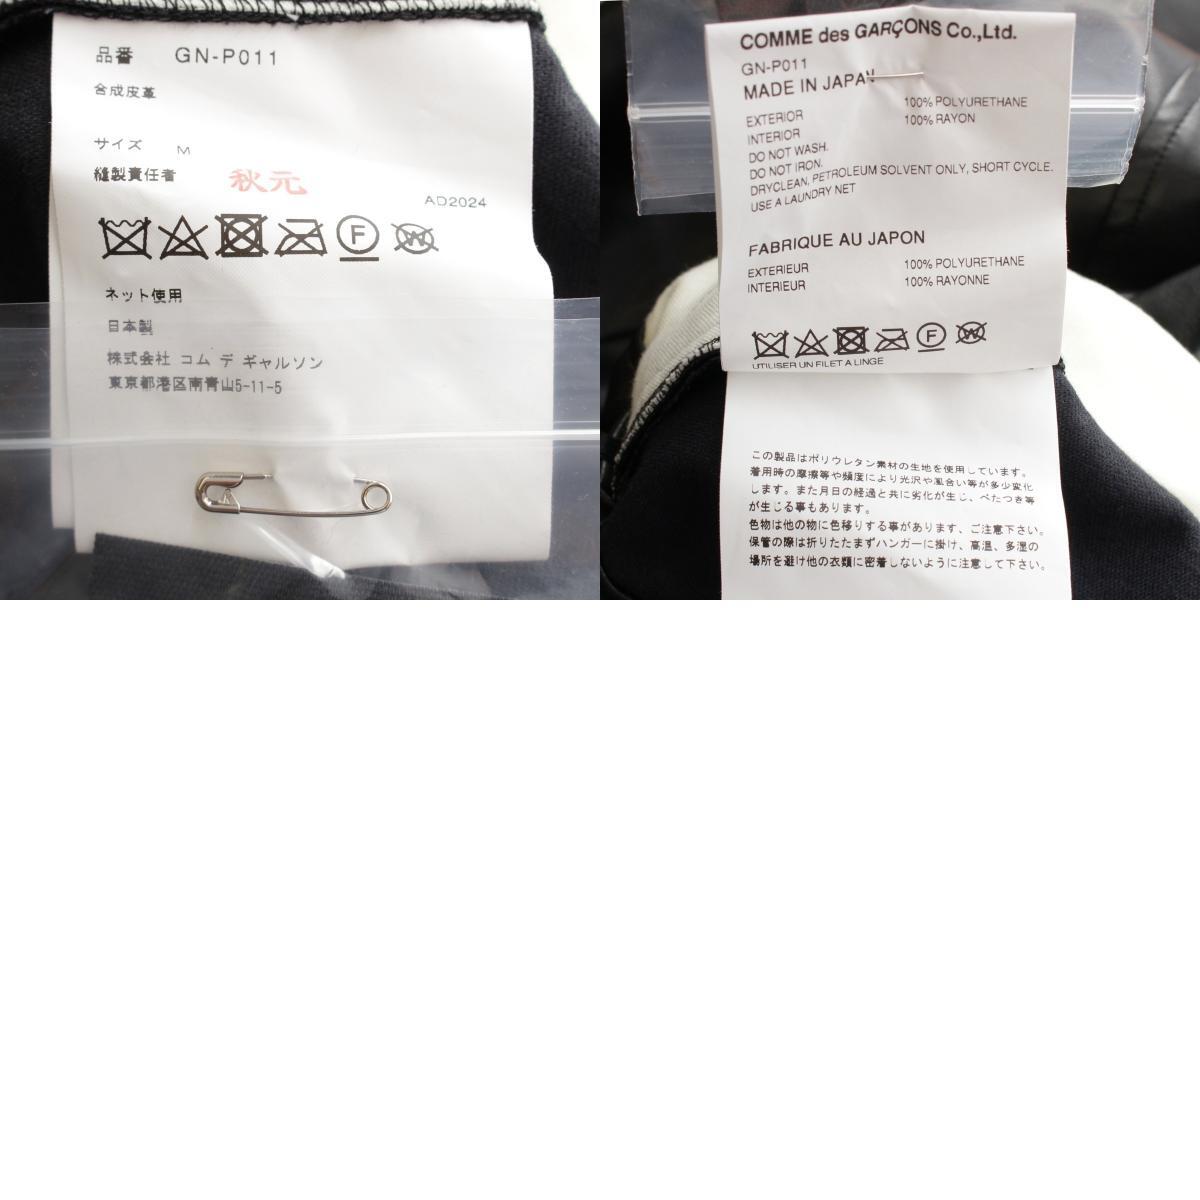 品番 GN-P011
合成皮革
サイズ M
縫製責任者 秋元
AD2024
F
W
ネット使用
日本製
株式会社 コム デ ギャルソン
東京都港区南青山5-11-5
COMME des GARÇONS Co.,Ltd.
GN-P011
MADE IN JAPAN
EXTERIOR 100% POLYURETHANE
INTERIOR 100% RAYON
DO NOT WASH.
DO NOT IRON.
DRYCLEAN, PETROLEUM SOLVENT ONLY, SHORT CYCLE.
USE A LAUNDRY NET
FABRIQUE AU JAPON
EXTERIEUR 100% POLYURETHANE
INTERIEUR 100% RAYONNE
F
W
UTILISER UN FILET A LINGE
この製品はポリウレタン素材の生地を使用しています。
着用時の摩擦等や頻度により光沢や風合い等が多少変化
します。また月日の経過と共に劣化が生じ、べたつき等
が生じる事もあります。
色物は他の物に色移りする事があります、ご注意下さい。
保管の際は折りたたまずハンガーに掛け、高温、多湿の
場所を避け他の衣類に密着しないように注意して下さい。